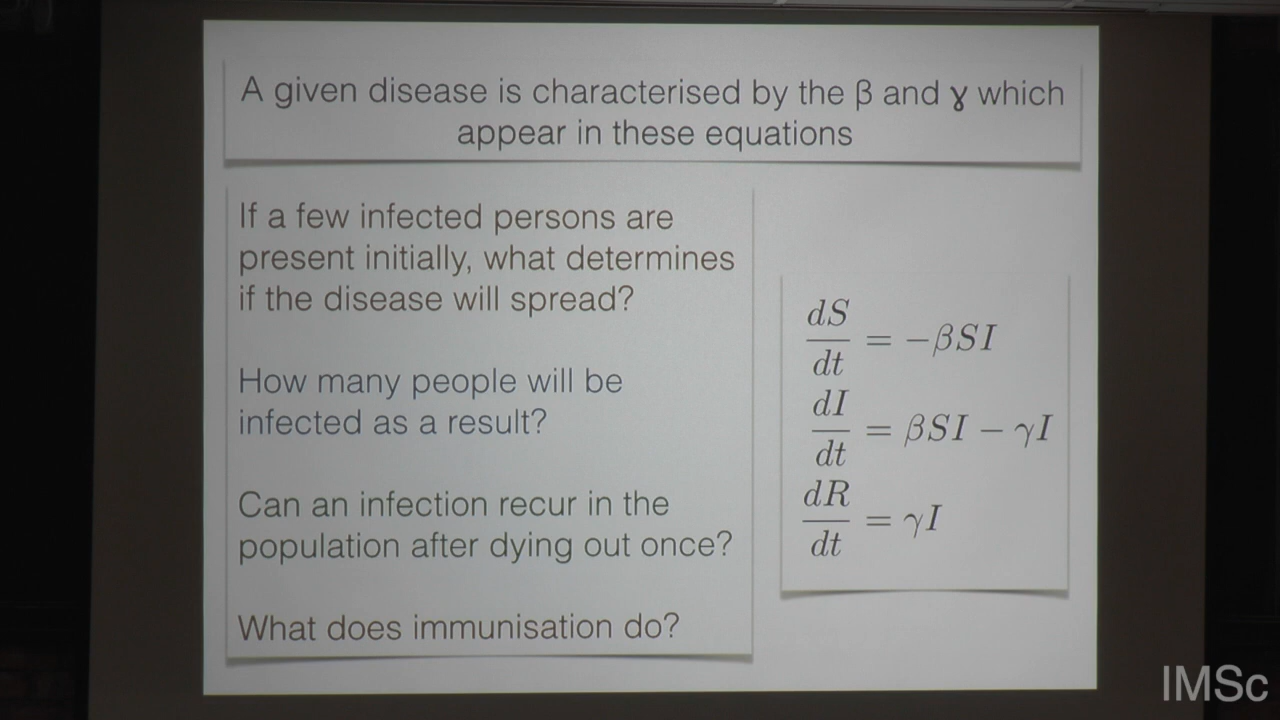 A given disease is characterised by the β and γ which
appear in these equations
If a few infected persons are
present initially, what determines
if the disease will spread?
How many people will be
infected as a result?
Can an infection recur in the
population after dying out once?
What does immunisation do?
dS/dt = −βSI
dI/dt = βSI − γI
dR/dt = γI
IMSc